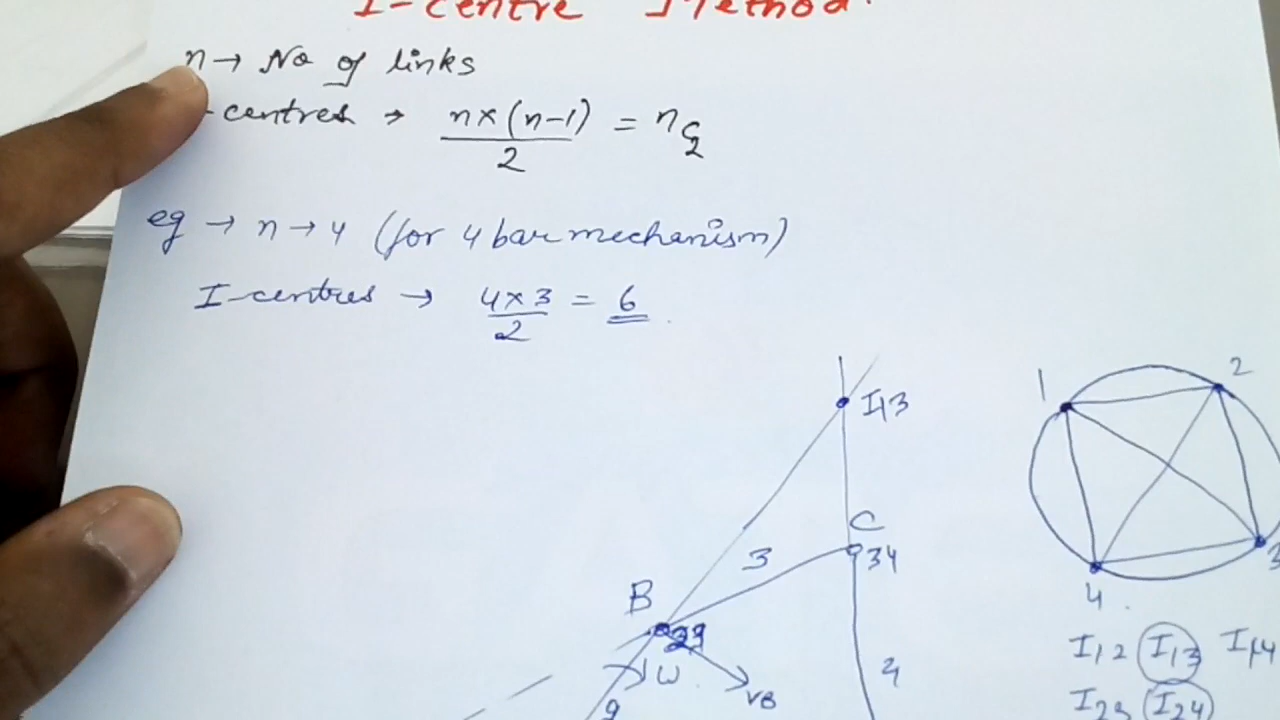 I-Centre Method.
n → No of links
-centres → n×(n-1) / 2 = nC2
eg → n → 4 (for 4 bar mechanism)
I-centres → 4×3 / 2 = 6
I13
1
2
C
3
34
3
B
4
ω
VB
4
I12 I13 I14
I23 I24